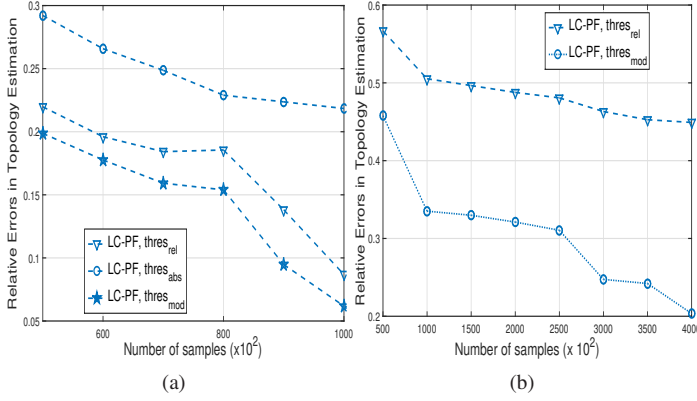 0.3
0.25
0.2
0.15
0.1
0.05
Relative Errors in Topology Estimation
LC-PF, thres_rel
LC-PF, thres_abs
LC-PF, thres_mod
600
800
1000
Number of samples (x10^2)
(a)
0.6
0.5
0.4
0.3
0.2
Relative Errors in Topology Estimation
LC-PF, thres_rel
LC-PF, thres_mod
500
1000
1500
2000
2500
3000
3500
4000
Number of samples (x 10^2)
(b)